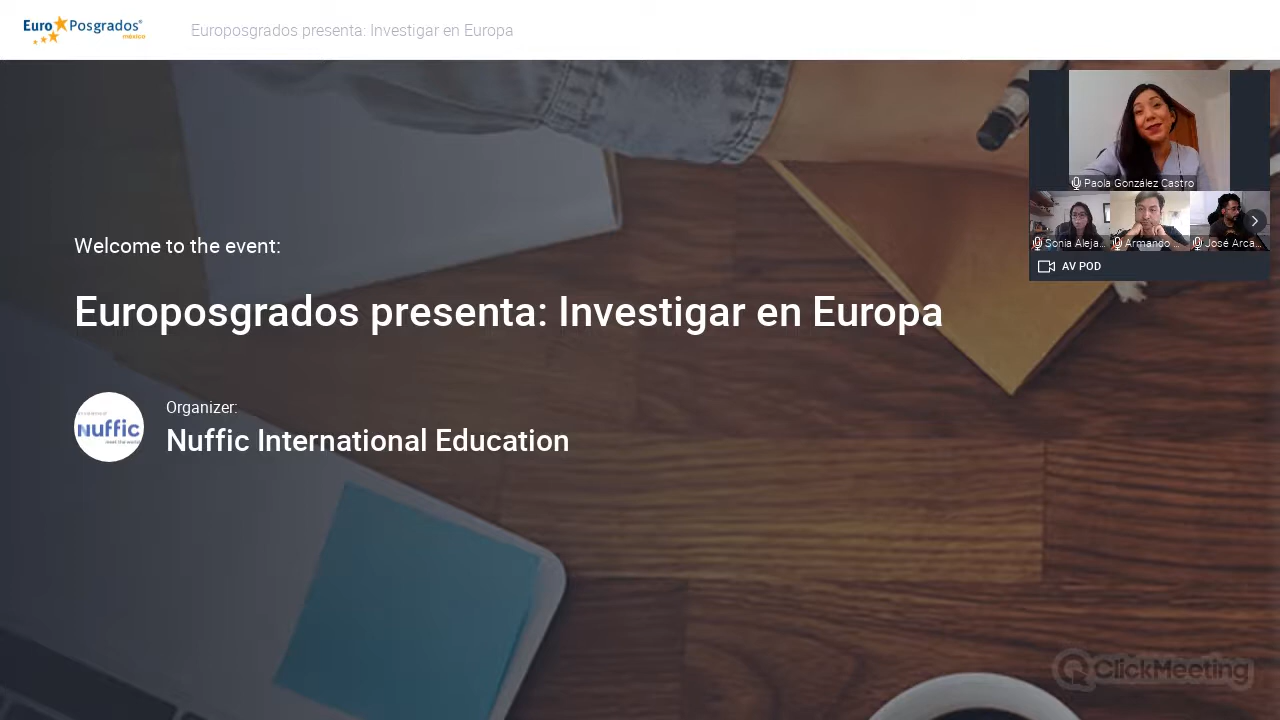 Euro Posgrados®
méxico
Europosgrados presenta: Investigar en Europa
Paola González Castro
Sonia Aleja...
Armando ...
José Arca...
AV POD
Welcome to the event:
Europosgrados presenta: Investigar en Europa
Organizer:
nuffic
meet the world
Nuffic International Education
ClickMeeting